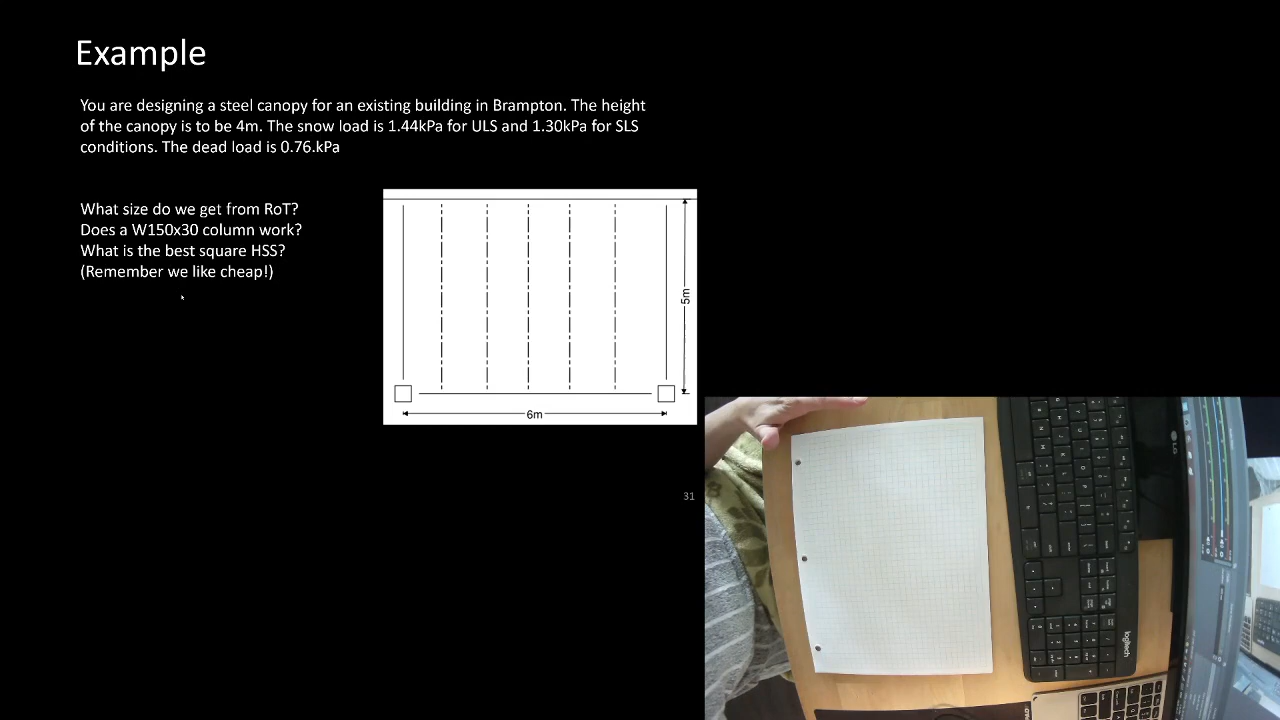 Example
You are designing a steel canopy for an existing building in Brampton. The height
of the canopy is to be 4m. The snow load is 1.44kPa for ULS and 1.30kPa for SLS
conditions. The dead load is 0.76.kPa
What size do we get from RoT?
Does a W150x30 column work?
What is the best square HSS?
(Remember we like cheap!)
5m
6m
31
logitech
LG